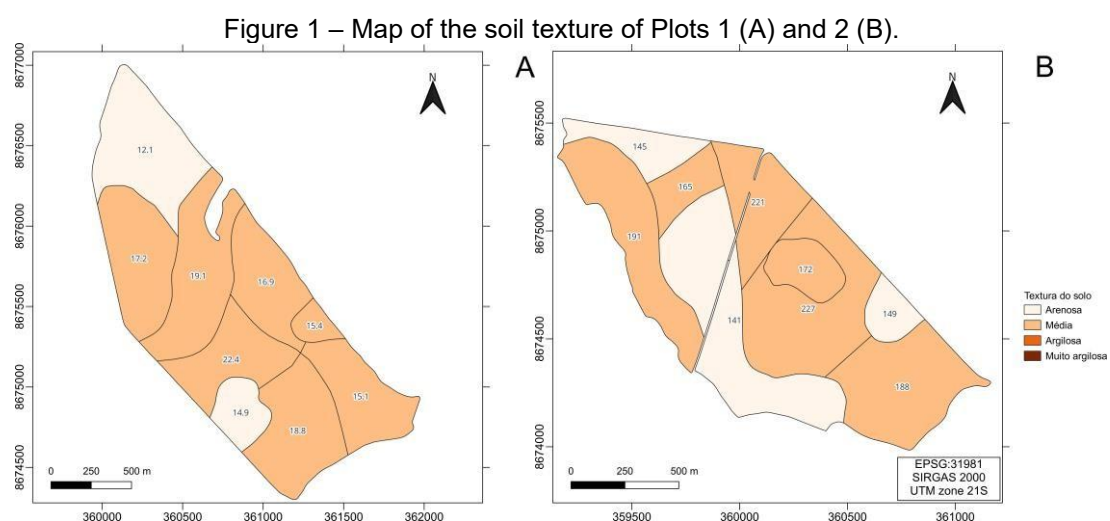 Figure 1 – Map of the soil texture of Plots 1 (A) and 2 (B).
A
N
8677000
8676500
8676000
8675500
8675000
8674500
12.1
17.2
19.1
16.9
15.4
22.4
15.1
14.9
18.8
0 250 500 m
360000 360500 361000 361500 362000
B
N
8675500
8675000
8674500
8674000
145
165
221
191
172
227
149
141
188
0 250 500 m
EPSG:31981
SIRGAS 2000
UTM zone 21S
359500 360000 360500 361000
Textura do solo
Arenosa
Média
Argilosa
Muito argilosa